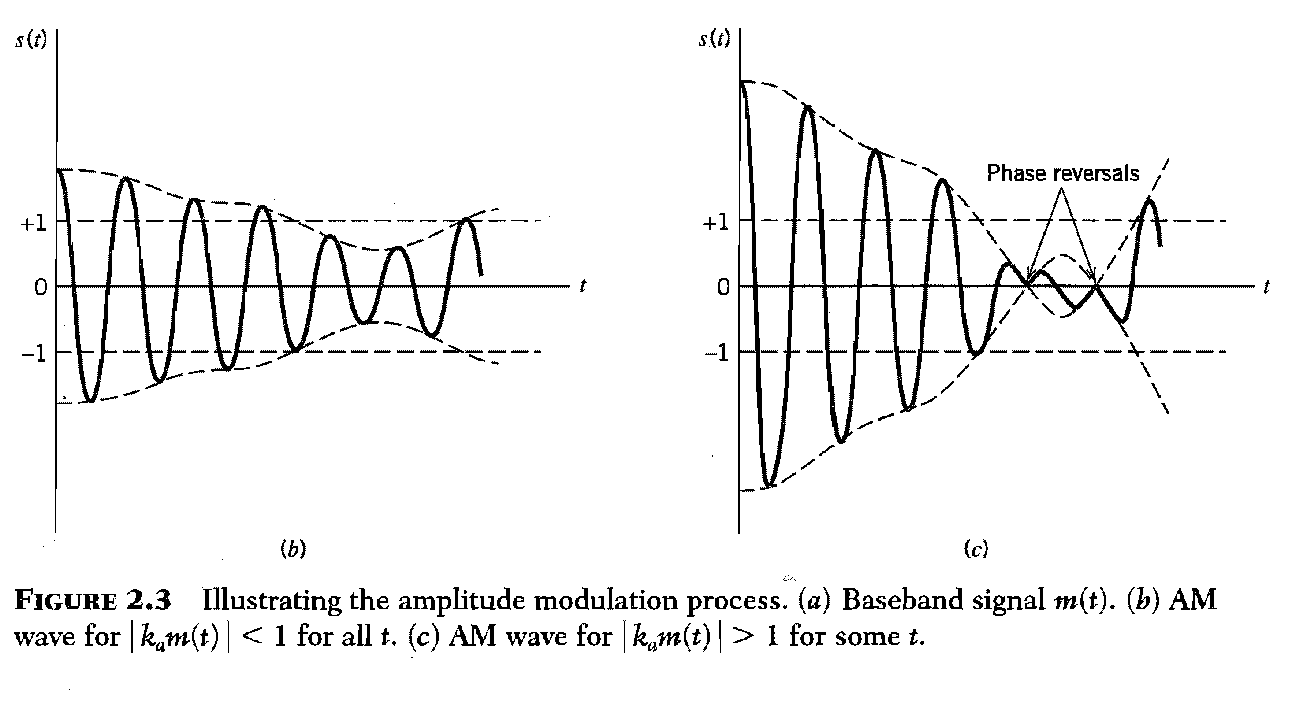 s(t)
+1
0
−1
t
(b)
s(t)
Phase reversals
+1
0
−1
t
(c)
FIGURE 2.3 Illustrating the amplitude modulation process. (a) Baseband signal m(t). (b) AM
wave for |kₐm(t)| < 1 for all t. (c) AM wave for |kₐm(t)| > 1 for some t.